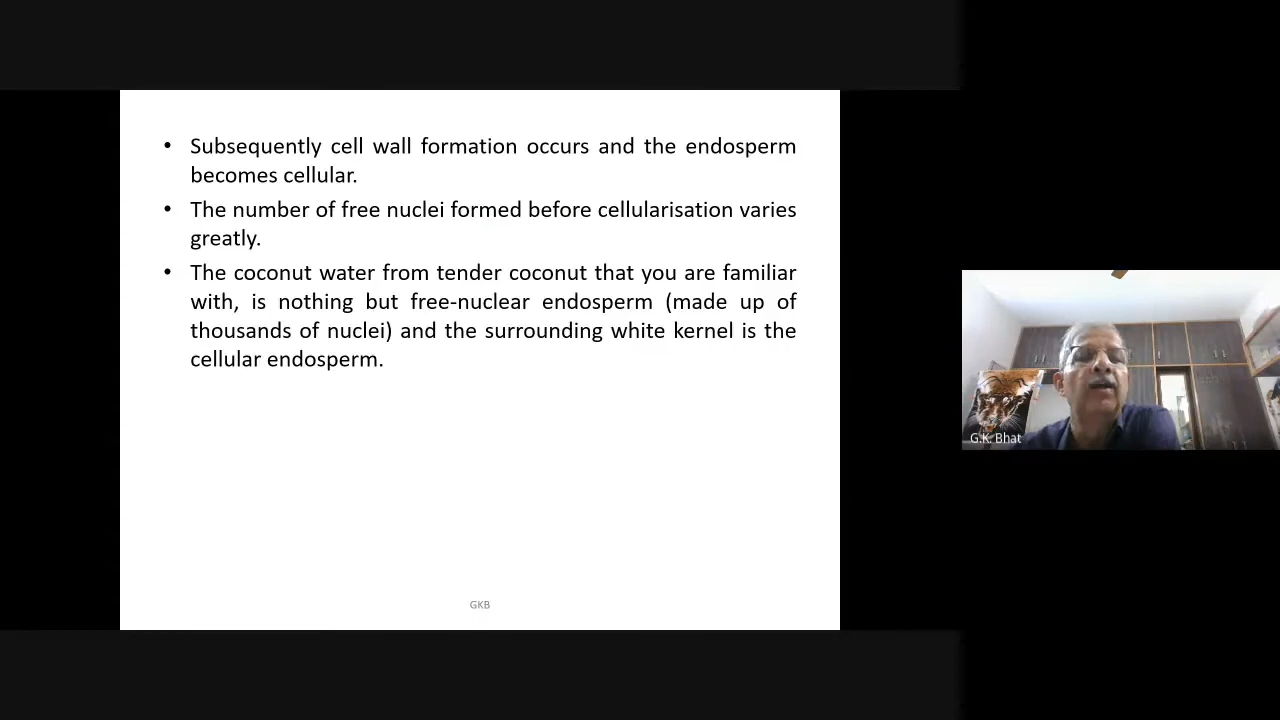 • Subsequently cell wall formation occurs and the endosperm
becomes cellular.
• The number of free nuclei formed before cellularisation varies
greatly.
• The coconut water from tender coconut that you are familiar
with, is nothing but free-nuclear endosperm (made up of
thousands of nuclei) and the surrounding white kernel is the
cellular endosperm.
G.K. Bhat
GKB